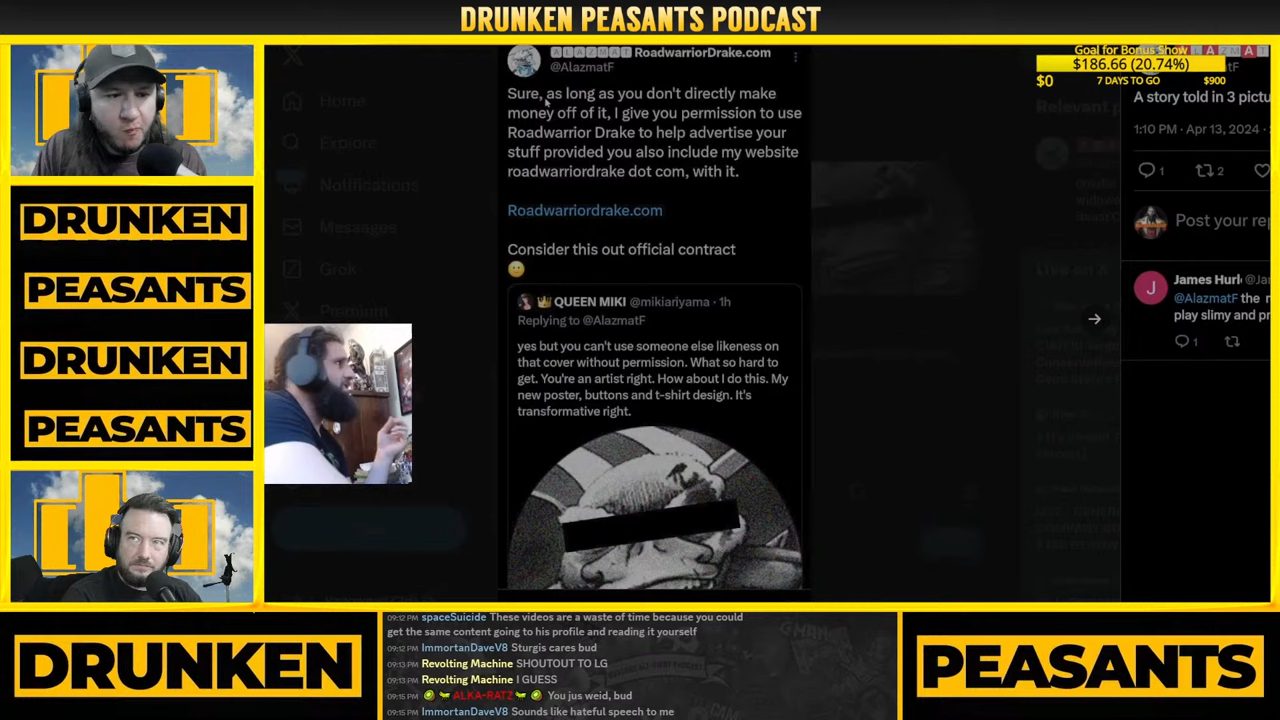 DRUNKEN PEASANTS PODCAST
DRUNKEN
PEASANTS
DRUNKEN
PEASANTS
Home
Explore
Notifications
Messages
Grok
Premium
RoadwarriorDrake.com
@AlazmatF
Sure, as long as you don't directly make
money off of it, I give you permission to use
Roadwarrior Drake to help advertise your
stuff provided you also include my website
roadwarriordrake dot com, with it.
Roadwarriordrake.com
Consider this out official contract
😶
👑 QUEEN MIKI @mikiariyama · 1h
Replying to @AlazmatF
yes but you can't use someone else likeness on
that cover without permission. What so hard to
get. You're an artist right. How about I do this. My
new poster, buttons and t-shirt design. It's
transformative right.
Goal for Bonus Show
$186.66 (20.74%)
$0 7 DAYS TO GO $900
A story told in 3 pictu
1:10 PM · Apr 13, 2024 ·
1 2
Post your rep
James Hurl
@AlazmatF the
play slimy and pr
1
09:12 PM spaceSuicide These videos are a waste of time because you could
get the same content going to his profile and reading it yourself
09:12 PM ImmortanDaveV8 Sturgis cares bud
09:13 PM Revolting Machine SHOUTOUT TO LG
09:13 PM Revolting Machine I GUESS
09:15 PM ALKA-RATZ You jus weid, bud
09:15 PM ImmortanDaveV8 Sounds like hateful speech to me
DRUNKEN
PEASANTS